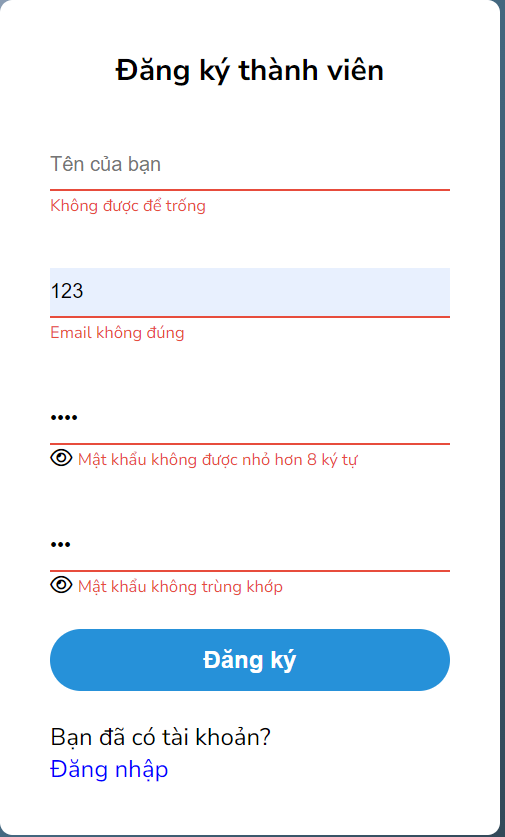 Đăng ký thành viên
Tên của bạn
Không được để trống
123
Email không đúng
••••
Mật khẩu không được nhỏ hơn 8 ký tự
•••
Mật khẩu không trùng khớp
Đăng ký
Bạn đã có tài khoản?
Đăng nhập